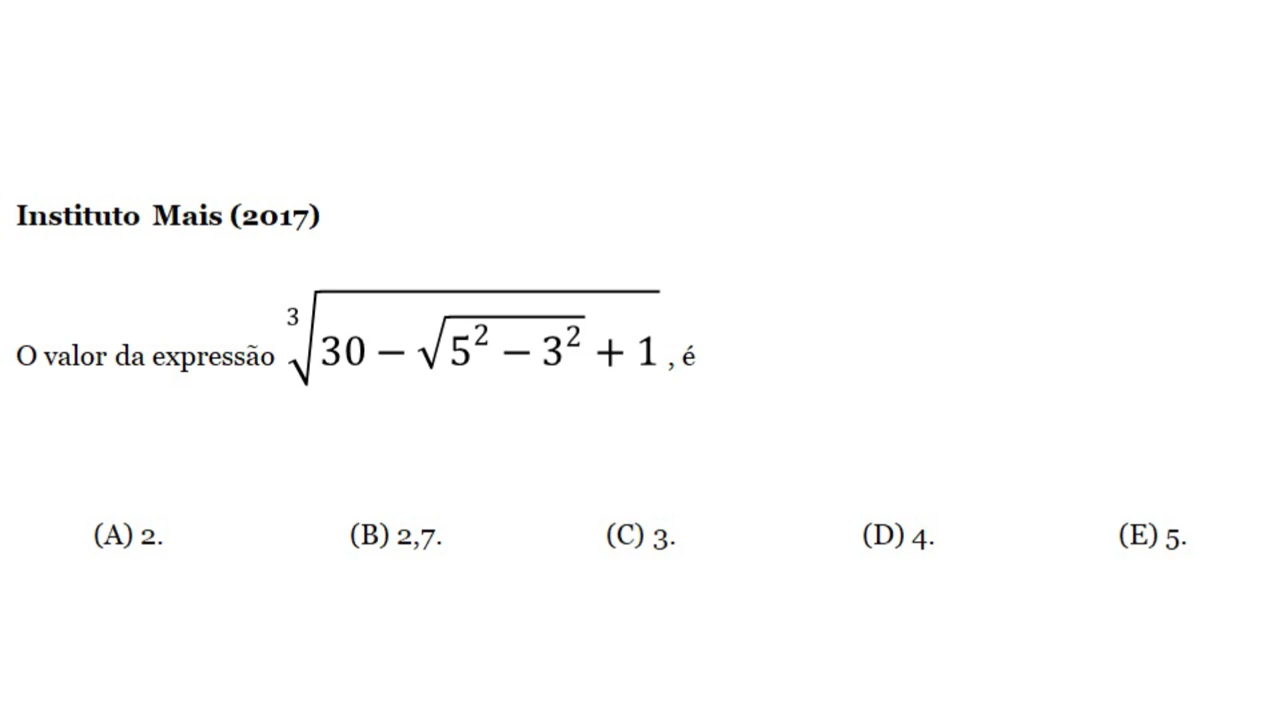 Instituto Mais (2017)
O valor da expressão ∛(30 − √(5² − 3²) + 1) , é
(A) 2. (B) 2,7. (C) 3. (D) 4. (E) 5.